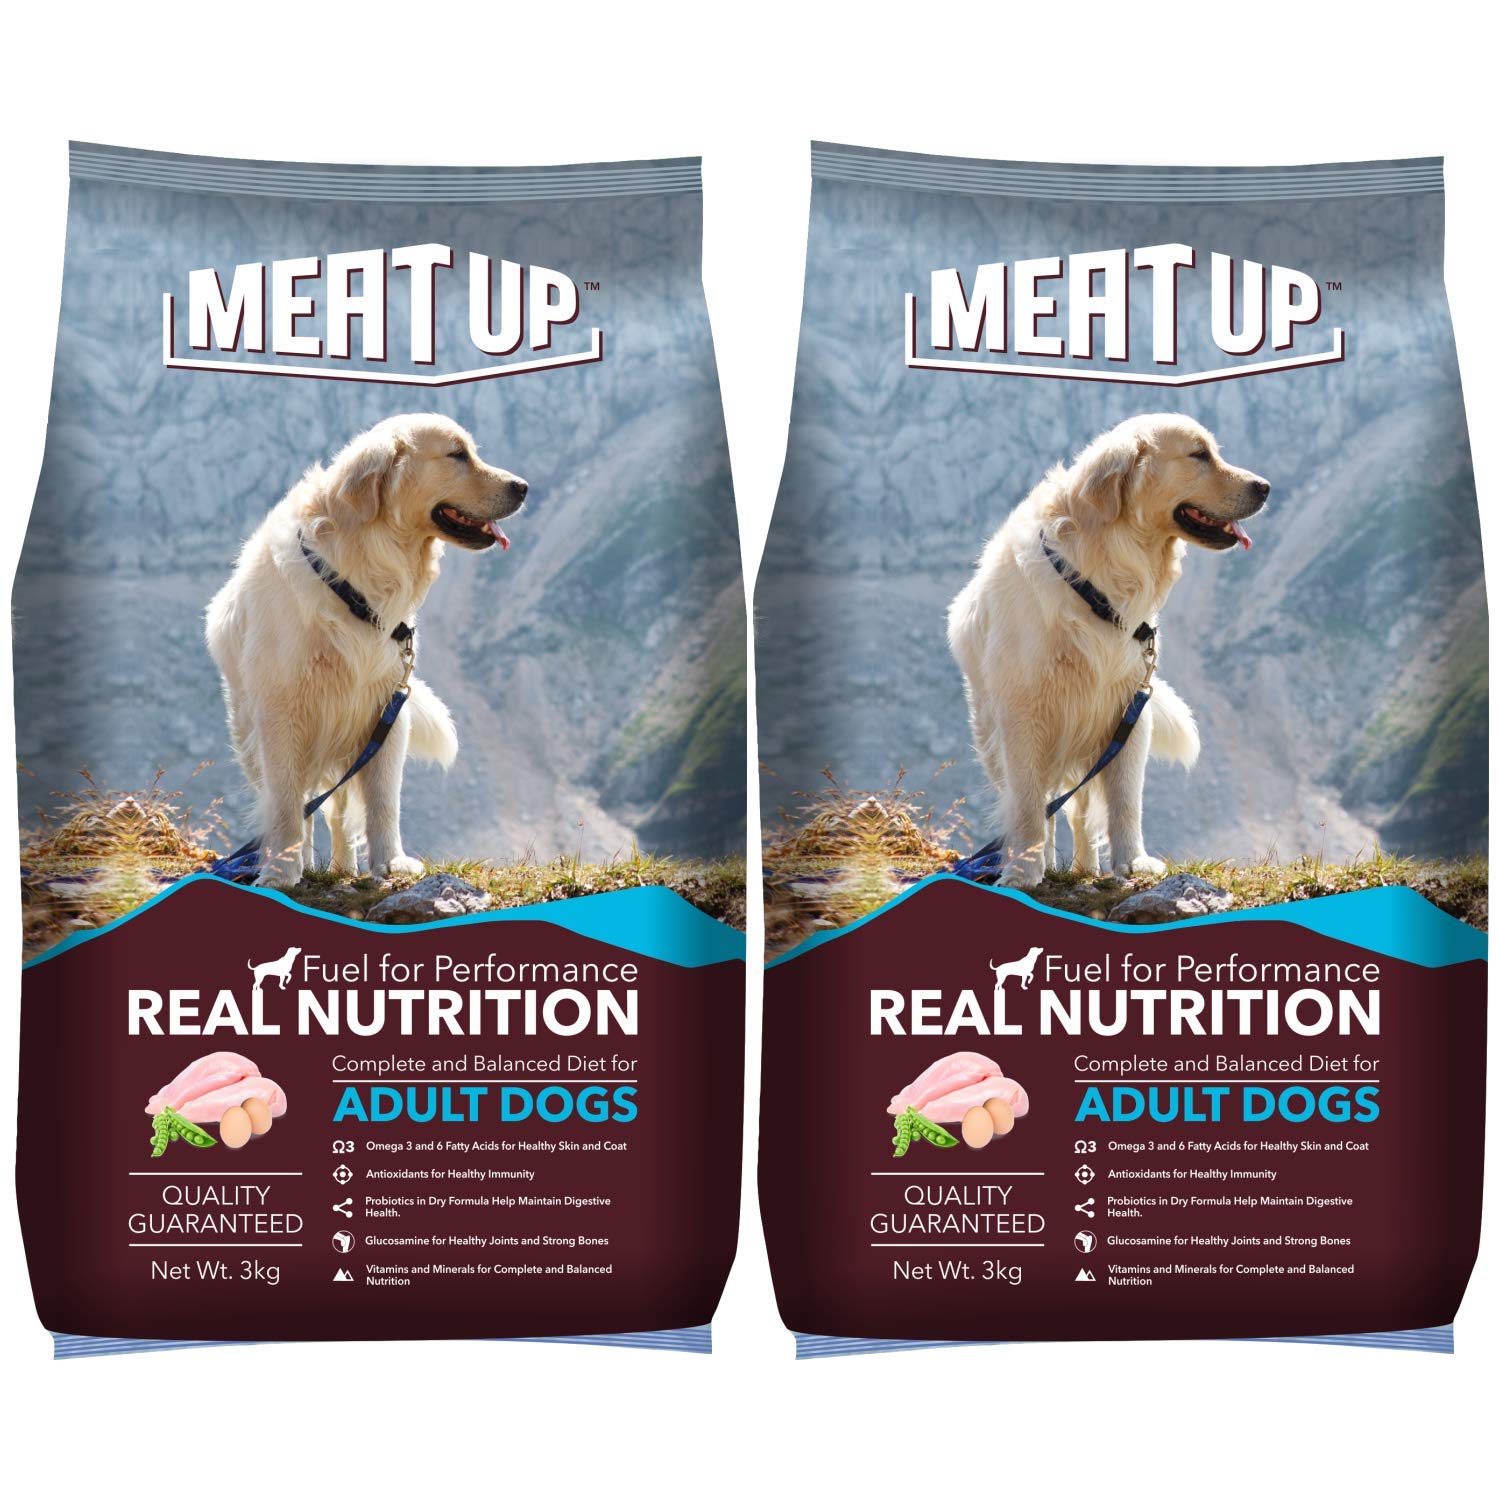 MEAT UP™
Fuel for Performance
REAL NUTRITION
Complete and Balanced Diet for
ADULT DOGS
Ω3 Omega 3 and 6 Fatty Acids for Healthy Skin and Coat
Antioxidants for Healthy Immunity
Probiotics in Dry Formula Help Maintain Digestive
Health.
Glucosamine for Healthy Joints and Strong Bones
Vitamins and Minerals for Complete and Balanced
Nutrition
QUALITY
GUARANTEED
Net Wt. 3kg
MEAT UP™
Fuel for Performance
REAL NUTRITION
Complete and Balanced Diet for
ADULT DOGS
Ω3 Omega 3 and 6 Fatty Acids for Healthy Skin and Coat
Antioxidants for Healthy Immunity
Probiotics in Dry Formula Help Maintain Digestive
Health.
Glucosamine for Healthy Joints and Strong Bones
Vitamins and Minerals for Complete and Balanced
Nutrition
QUALITY
GUARANTEED
Net Wt. 3kg